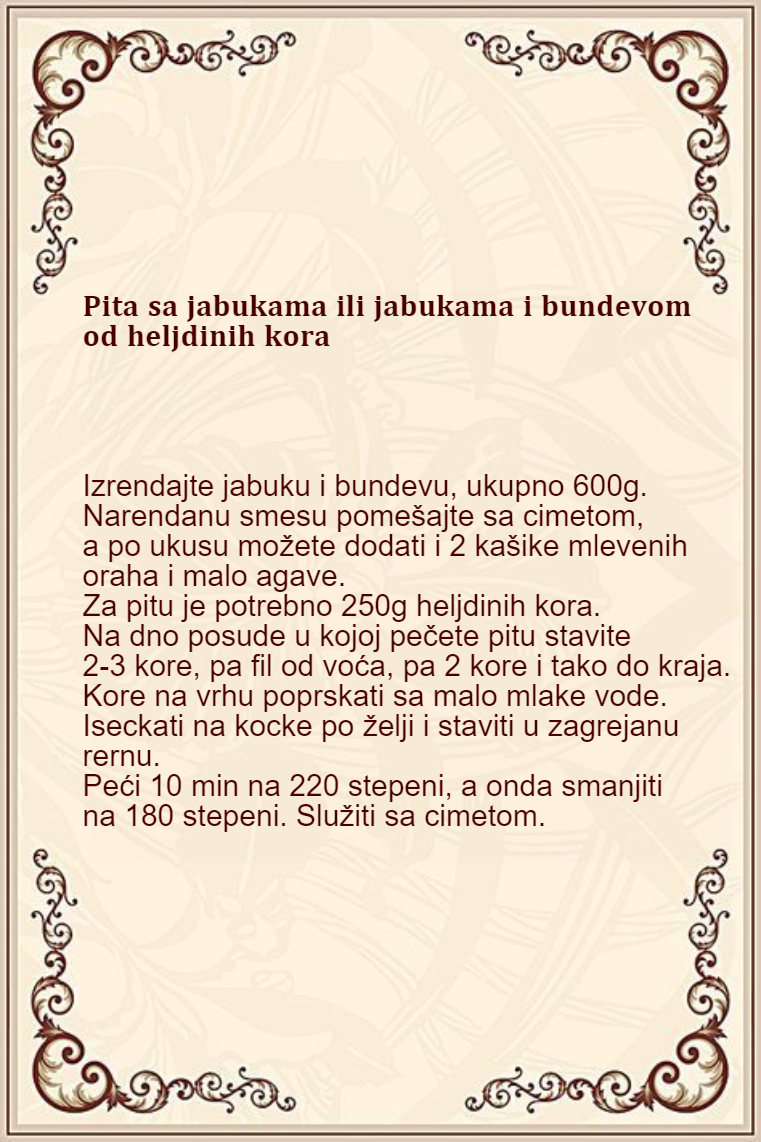 Pita sa jabukama ili jabukama i bundevom
od heljdinih kora
Izrendajte jabuku i bundevu, ukupno 600g.
Narendanu smesu pomešajte sa cimetom,
a po ukusu možete dodati i 2 kašike mlevenih
oraha i malo agave.
Za pitu je potrebno 250g heljdinih kora.
Na dno posude u kojoj pečete pitu stavite
2-3 kore, pa fil od voća, pa 2 kore i tako do kraja.
Kore na vrhu poprskati sa malo mlake vode.
Iseckati na kocke po želji i staviti u zagrejanu
rernu.
Peći 10 min na 220 stepeni, a onda smanjiti
na 180 stepeni. Služiti sa cimetom.